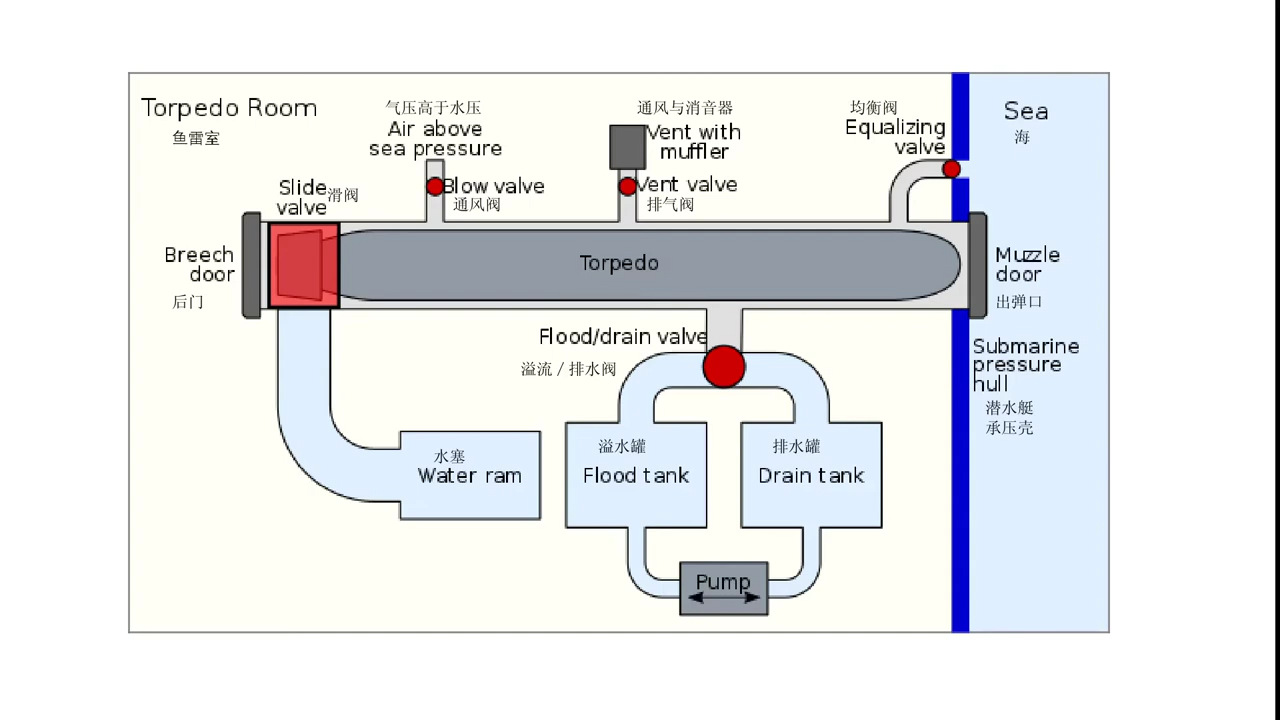 Torpedo Room
鱼雷室
气压高于水压
Air above
sea pressure
通风与消音器
Vent with
muffler
均衡阀
Equalizing
valve
Sea
海
Slide
valve
滑阀
Blow valve
通风阀
Vent valve
排气阀
Breech
door
后门
Torpedo
Muzzle
door
出弹口
Flood/drain valve
溢流 / 排水阀
Submarine
pressure
hull
潜水艇
承压壳
水塞
Water ram
溢水罐
Flood tank
排水罐
Drain tank
Pump